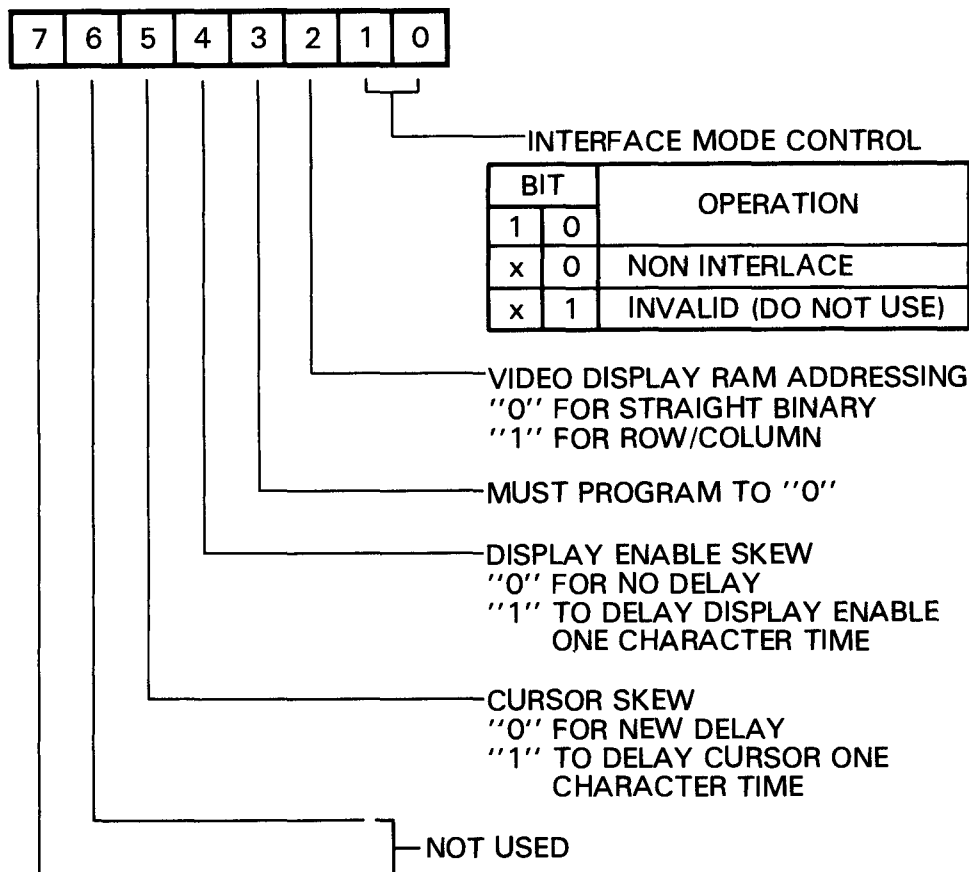 7 6 5 4 3 2 1 0
INTERFACE MODE CONTROL
BIT OPERATION
1 0
x 0 NON INTERLACE
x 1 INVALID (DO NOT USE)
VIDEO DISPLAY RAM ADDRESSING
"0" FOR STRAIGHT BINARY
"1" FOR ROW/COLUMN
MUST PROGRAM TO "0"
DISPLAY ENABLE SKEW
"0" FOR NO DELAY
"1" TO DELAY DISPLAY ENABLE
ONE CHARACTER TIME
CURSOR SKEW
"0" FOR NEW DELAY
"1" TO DELAY CURSOR ONE
CHARACTER TIME
NOT USED